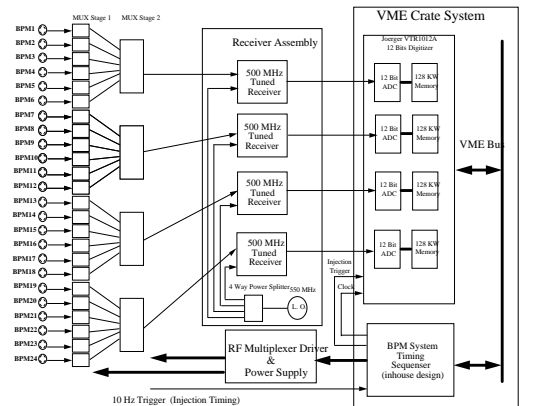 MUX Stage 1
MUX Stage 2
VME Crate System
BPM1
BPM2
BPM3
BPM4
BPM5
BPM6
BPM7
BPM8
BPM9
BPM10
BPM11
BPM12
BPM13
BPM14
BPM15
BPM16
BPM17
BPM18
BPM19
BPM20
BPM21
BPM22
BPM23
BPM24
Receiver Assembly
500 MHz
Tuned
Receiver
500 MHz
Tuned
Receiver
500 MHz
Tuned
Receiver
500 MHz
Tuned
Receiver
4 Way Power Splitter
550 MHz
L. O.
Joerger VTR1012A
12 Bits Digitizer
12 Bit
ADC
128 KW
Memory
12 Bit
ADC
128 KW
Memory
12 Bit
ADC
128 KW
Memory
12 Bit
ADC
128 KW
Memory
VME Bus
Injection
Trigger
Clock
RF Multiplexer Driver
&
Power Supply
BPM System
Timing
Sequenser
(inhouse design)
10 Hz Trigger (Injection Timing)